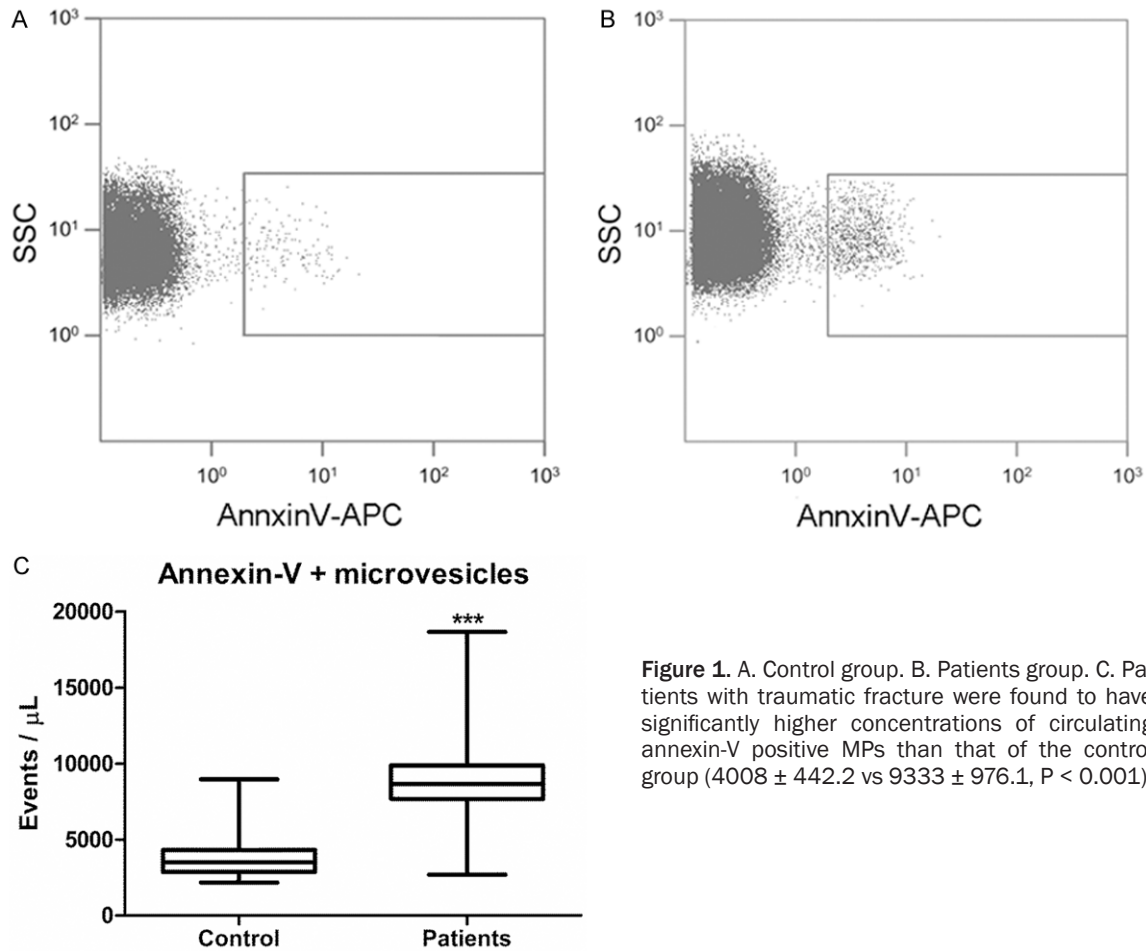 A
10³
10²
10¹
10⁰
SSC
10⁰ 10¹ 10² 10³
AnnxinV-APC
B
10³
10²
10¹
10⁰
SSC
10⁰ 10¹ 10² 10³
AnnxinV-APC
C
Annexin-V + microvesicles
20000
15000
10000
5000
0
Events / μL
***
Control Patients
Figure 1. A. Control group. B. Patients group. C. Pa-
tients with traumatic fracture were found to have
significantly higher concentrations of circulating
annexin-V positive MPs than that of the control
group (4008 ± 442.2 vs 9333 ± 976.1, P < 0.001)